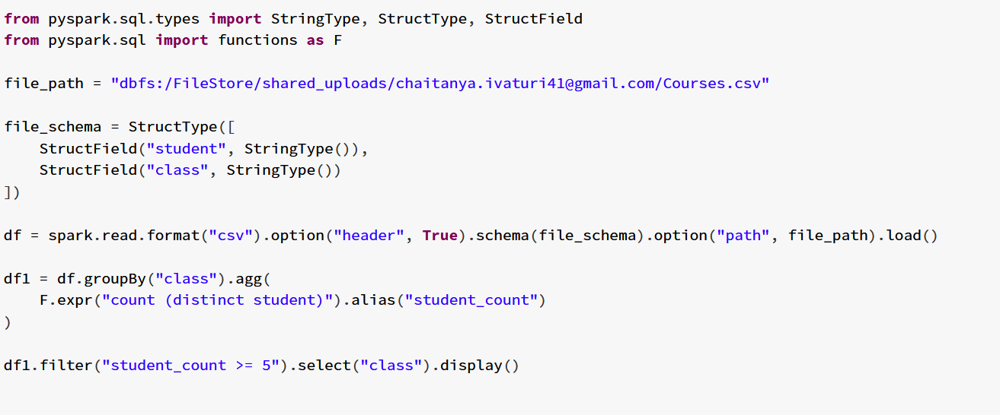 from pyspark.sql.types import StringType, StructType, StructField
from pyspark.sql import functions as F
file_path = "dbfs:/FileStore/shared_uploads/chaitanya.ivaturi41@gmail.com/Courses.csv"
file_schema = StructType([
    StructField("student", StringType()),
    StructField("class", StringType())
])
df = spark.read.format("csv").option("header", True).schema(file_schema).option("path", file_path).load()
df1 = df.groupBy("class").agg(
    F.expr("count (distinct student)").alias("student_count")
)
df1.filter("student_count >= 5").select("class").display()